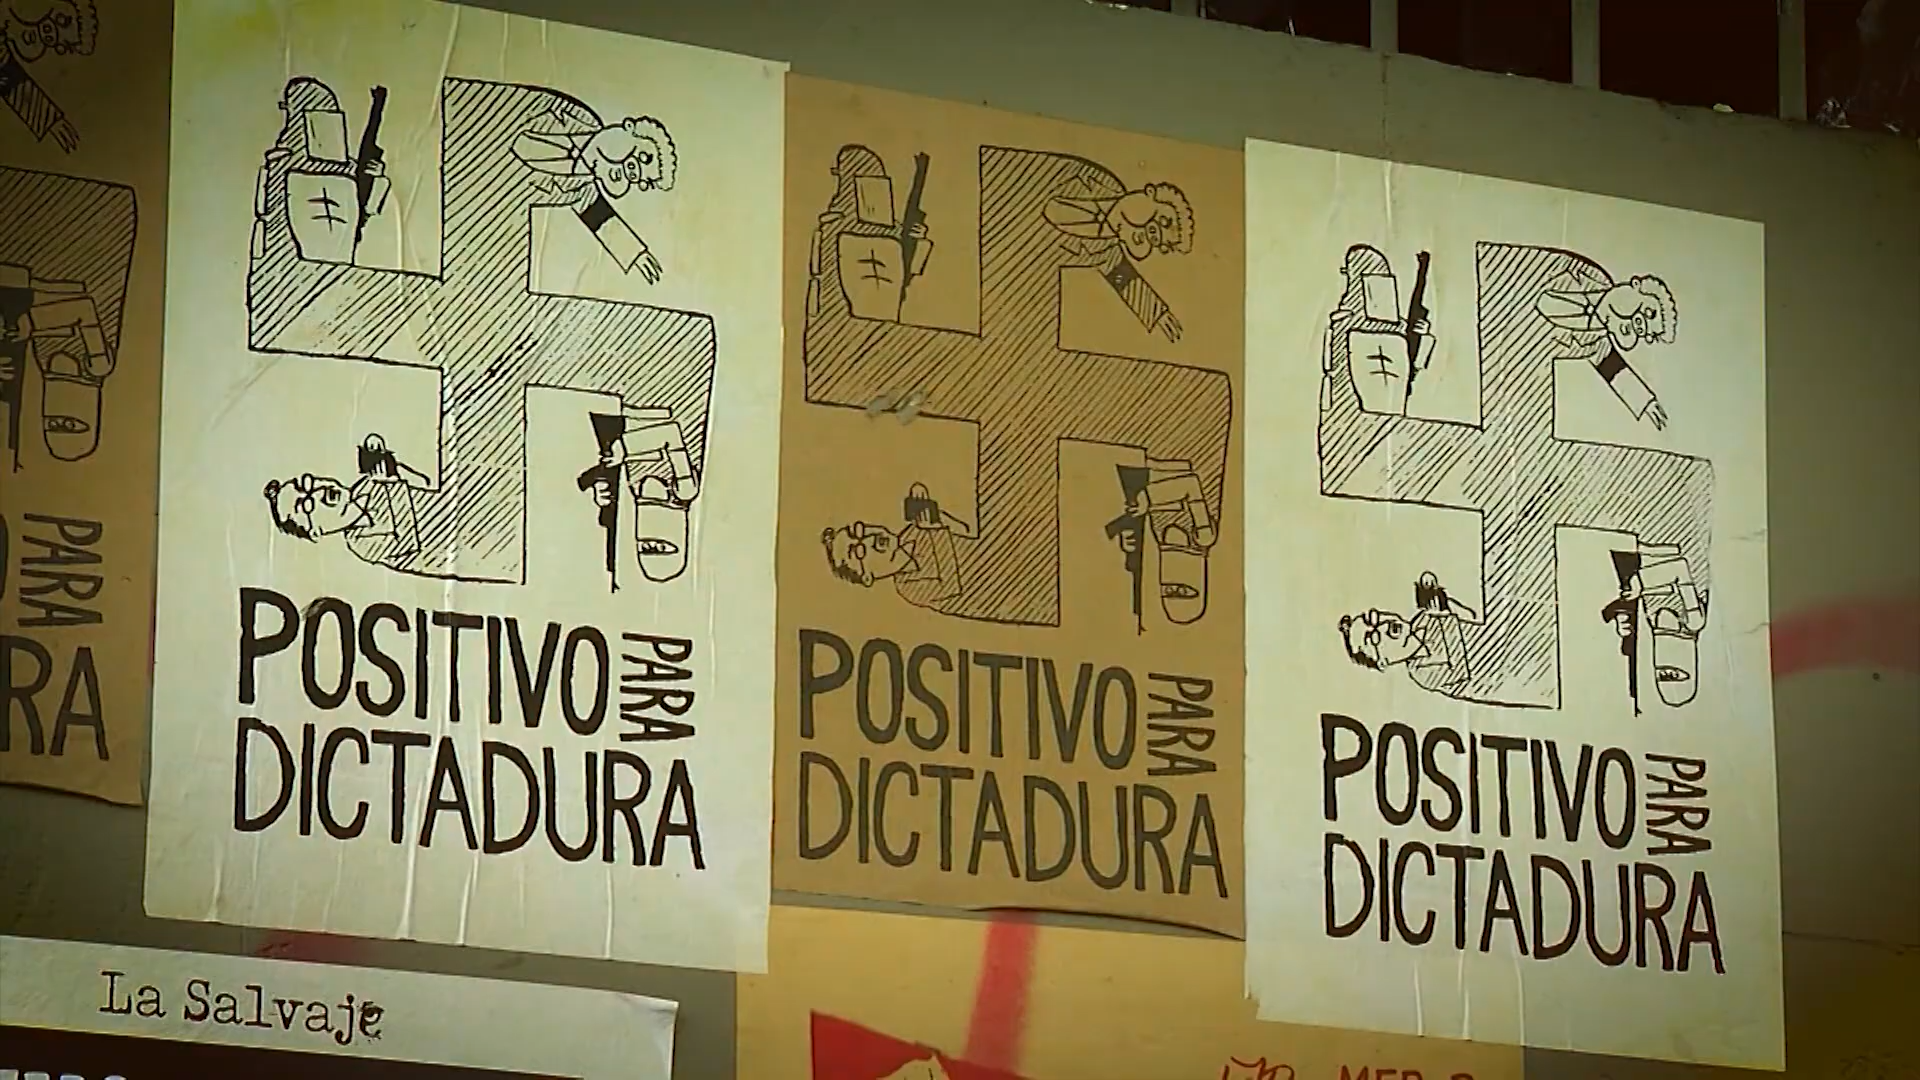 PARA
RA
POSITIVO PARA
DICTADURA
POSITIVO PARA
DICTADURA
POSITIVO PARA
DICTADURA
La Salvaje